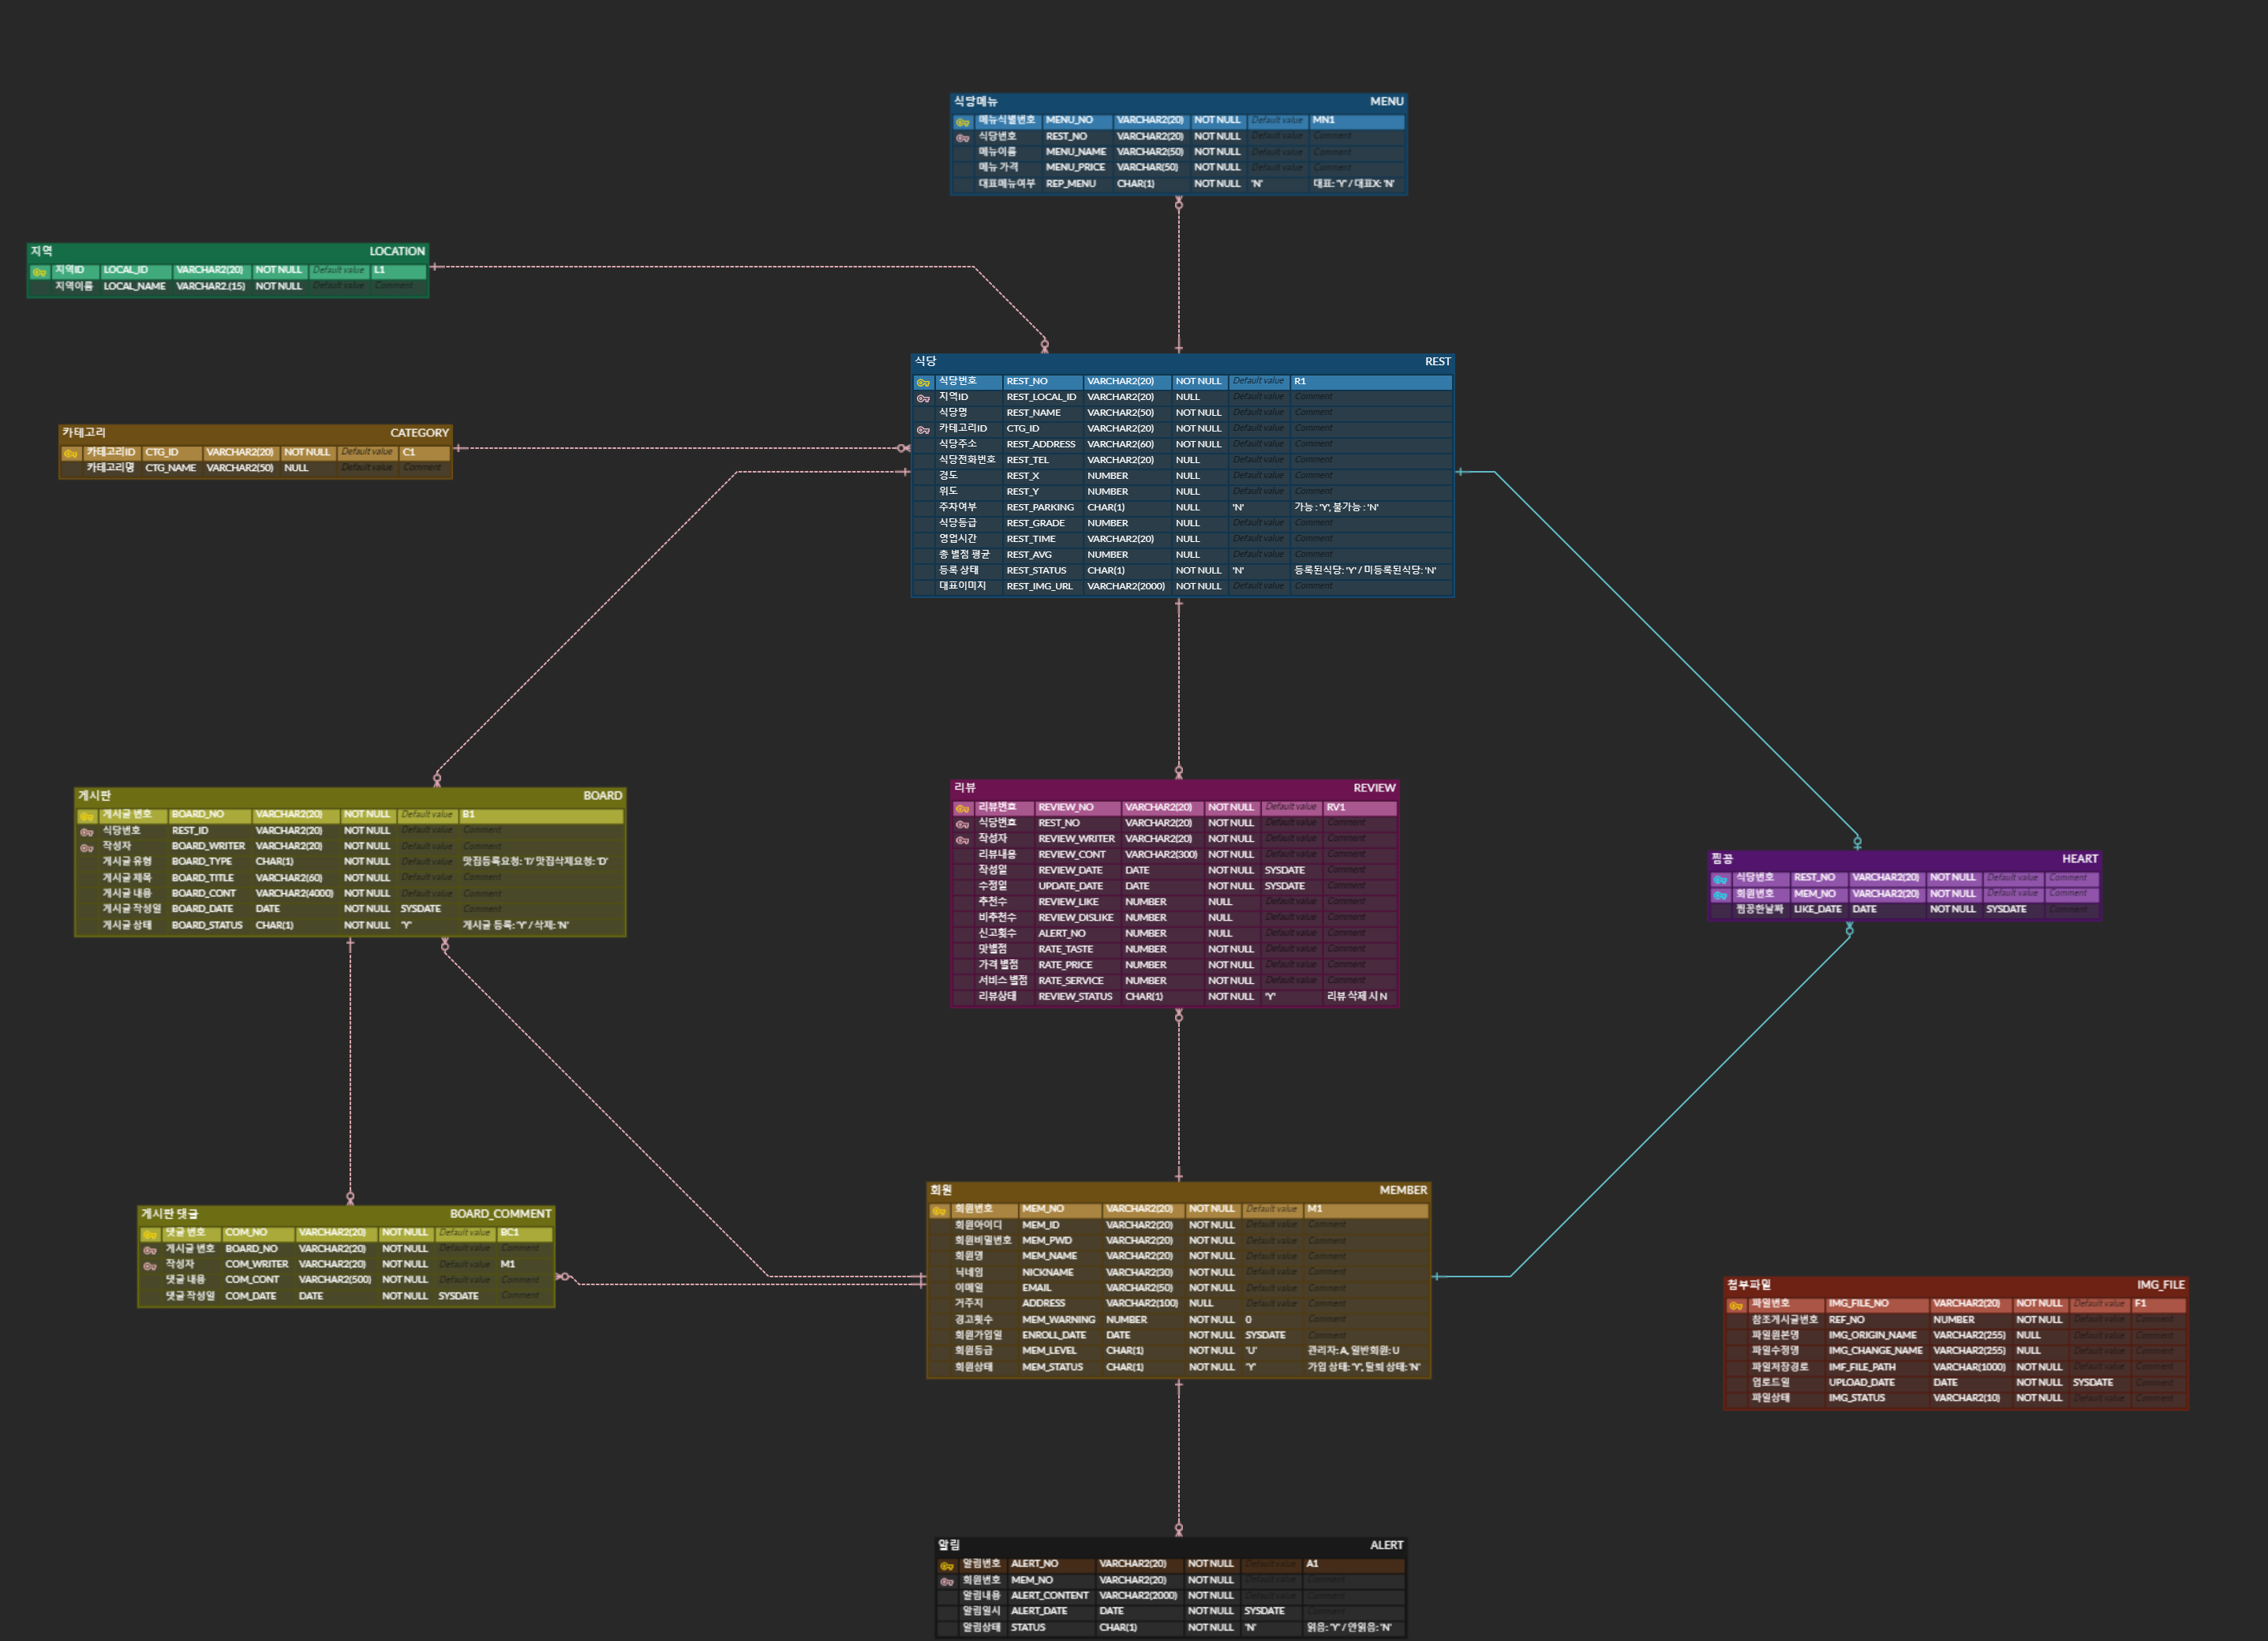 식당메뉴 MENU
메뉴식별번호 MENU_NO VARCHAR2(20) NOT NULL Default value MN1
식당번호 REST_NO VARCHAR2(20) NOT NULL Default value Comment
메뉴이름 MENU_NAME VARCHAR2(50) NOT NULL Default value Comment
메뉴 가격 MENU_PRICE VARCHAR(50) NOT NULL Default value Comment
대표메뉴여부 REP_MENU CHAR(1) NOT NULL 'N' 대표: 'Y' / 대표X: 'N'
지역 LOCATION
지역ID LOCAL_ID VARCHAR2(20) NOT NULL Default value L1
지역이름 LOCAL_NAME VARCHAR2.(15) NOT NULL Default value Comment
식당 REST
식당번호 REST_NO VARCHAR2(20) NOT NULL Default value R1
지역ID REST_LOCAL_ID VARCHAR2(20) NULL Default value Comment
식당명 REST_NAME VARCHAR2(50) NOT NULL Default value Comment
카테고리ID CTG_ID VARCHAR2(20) NOT NULL Default value Comment
식당주소 REST_ADDRESS VARCHAR2(60) NOT NULL Default value Comment
식당전화번호 REST_TEL VARCHAR2(20) NULL Default value Comment
경도 REST_X NUMBER NULL Default value Comment
위도 REST_Y NUMBER NULL Default value Comment
주차여부 REST_PARKING CHAR(1) NULL 'N' 가능 : 'Y', 불가능 : 'N'
식당등급 REST_GRADE NUMBER NULL Default value Comment
영업시간 REST_TIME VARCHAR2(20) NULL Default value Comment
총 별점 평균 REST_AVG NUMBER NULL Default value Comment
등록 상태 REST_STATUS CHAR(1) NOT NULL 'N' 등록된식당: 'Y' / 미등록된식당: 'N'
대표이미지 REST_IMG_URL VARCHAR2(2000) NOT NULL Default value Comment
카테고리 CATEGORY
카테고리ID CTG_ID VARCHAR2(20) NOT NULL Default value C1
카테고리명 CTG_NAME VARCHAR2(50) NULL Default value Comment
게시판 BOARD
게시글 번호 BOARD_NO VARCHAR2(20) NOT NULL Default value B1
식당번호 REST_ID VARCHAR2(20) NOT NULL Default value Comment
작성자 BOARD_WRITER VARCHAR2(20) NOT NULL Default value Comment
게시글 유형 BOARD_TYPE CHAR(1) NOT NULL Default value 맛집등록요청: 'I'/ 맛집삭제요청: 'D'
게시글 제목 BOARD_TITLE VARCHAR2(60) NOT NULL Default value Comment
게시글 내용 BOARD_CONT VARCHAR2(4000) NOT NULL Default value Comment
게시글 작성일 BOARD_DATE DATE NOT NULL SYSDATE Comment
게시글 상태 BOARD_STATUS CHAR(1) NOT NULL 'Y' 게시글 등록: 'Y' / 삭제: 'N'
리뷰 REVIEW
리뷰번호 REVIEW_NO VARCHAR2(20) NOT NULL Default value RV1
식당번호 REST_NO VARCHAR2(20) NOT NULL Default value Comment
작성자 REVIEW_WRITER VARCHAR2(20) NOT NULL Default value Comment
리뷰내용 REVIEW_CONT VARCHAR2(300) NOT NULL Default value Comment
작성일 REVIEW_DATE DATE NOT NULL SYSDATE Comment
수정일 UPDATE_DATE DATE NOT NULL SYSDATE Comment
추천수 REVIEW_LIKE NUMBER NULL Default value Comment
비추천수 REVIEW_DISLIKE NUMBER NULL Default value Comment
신고횟수 ALERT_NO NUMBER NULL Default value Comment
맛별점 RATE_TASTE NUMBER NOT NULL Default value Comment
가격 별점 RATE_PRICE NUMBER NOT NULL Default value Comment
서비스 별점 RATE_SERVICE NUMBER NOT NULL Default value Comment
리뷰상태 REVIEW_STATUS CHAR(1) NOT NULL 'Y' 리뷰 삭제 시 N
찜꽁 HEART
식당번호 REST_NO VARCHAR2(20) NOT NULL Default value Comment
회원번호 MEM_NO VARCHAR2(20) NOT NULL Default value Comment
찜꽁한날짜 LIKE_DATE DATE NOT NULL SYSDATE Comment
게시판 댓글 BOARD_COMMENT
댓글 번호 COM_NO VARCHAR2(20) NOT NULL Default value BC1
게시글 번호 BOARD_NO VARCHAR2(20) NOT NULL Default value Comment
작성자 COM_WRITER VARCHAR2(20) NOT NULL Default value M1
댓글 내용 COM_CONT VARCHAR2(500) NOT NULL Default value Comment
댓글 작성일 COM_DATE DATE NOT NULL SYSDATE Comment
회원 MEMBER
회원번호 MEM_NO VARCHAR2(20) NOT NULL Default value M1
회원아이디 MEM_ID VARCHAR2(20) NOT NULL Default value Comment
회원비밀번호 MEM_PWD VARCHAR2(20) NOT NULL Default value Comment
회원명 MEM_NAME VARCHAR2(20) NOT NULL Default value Comment
닉네임 NICKNAME VARCHAR2(30) NOT NULL Default value Comment
이메일 EMAIL VARCHAR2(50) NOT NULL Default value Comment
거주지 ADDRESS VARCHAR2(100) NULL Default value Comment
경고횟수 MEM_WARNING NUMBER NOT NULL 0 Comment
회원가입일 ENROLL_DATE DATE NOT NULL SYSDATE Comment
회원등급 MEM_LEVEL CHAR(1) NOT NULL 'U' 관리자: A, 일반회원: U
회원상태 MEM_STATUS CHAR(1) NOT NULL 'Y' 가입 상태: 'Y', 탈퇴 상태: 'N'
첨부파일 IMG_FILE
파일번호 IMG_FILE_NO VARCHAR2(20) NOT NULL Default value F1
참조게시글번호 REF_NO NUMBER NOT NULL Default value Comment
파일원본명 IMG_ORIGIN_NAME VARCHAR2(255) NULL Default value Comment
파일수정명 IMG_CHANGE_NAME VARCHAR2(255) NULL Default value Comment
파일저장경로 IMF_FILE_PATH VARCHAR(1000) NOT NULL Default value Comment
업로드일 UPLOAD_DATE DATE NOT NULL SYSDATE Comment
파일상태 IMG_STATUS VARCHAR2(10) NOT NULL Default value Comment
알림 ALERT
알림번호 ALERT_NO VARCHAR2(20) NOT NULL Default value A1
회원번호 MEM_NO VARCHAR2(20) NOT NULL Default value Comment
알림내용 ALERT_CONTENT VARCHAR2(2000) NOT NULL Default value Comment
알림일시 ALERT_DATE DATE NOT NULL SYSDATE Comment
알림상태 STATUS CHAR(1) NOT NULL 'N' 읽음: 'Y' / 안읽음: 'N'